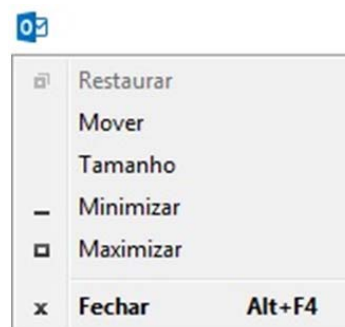 Restaurar
Mover
Tamanho
Minimizar
Maximizar
Fechar Alt+F4